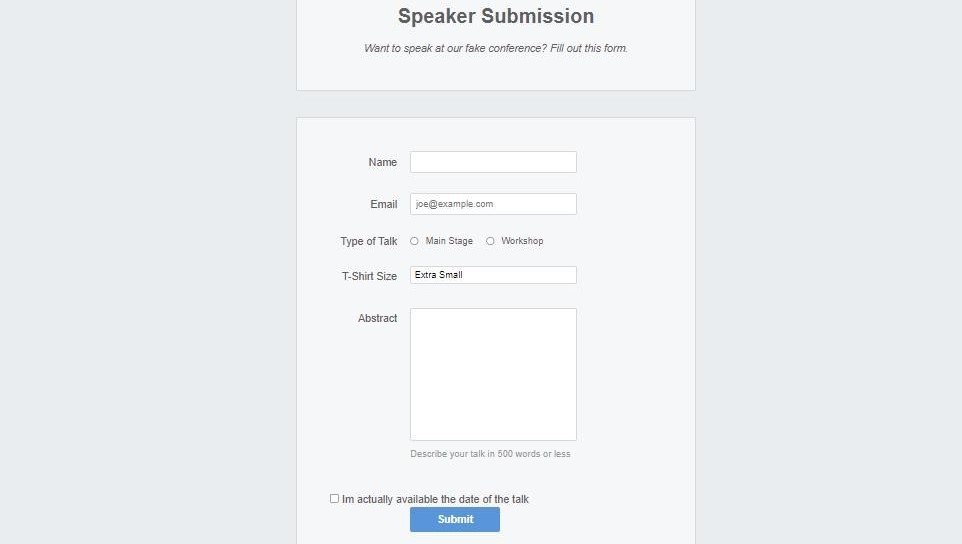 Speaker Submission
Want to speak at our fake conference? Fill out this form.
Name
Email joe@example.com
Type of Talk Main Stage Workshop
T-Shirt Size Extra Small
Abstract
Describe your talk in 500 words or less
Im actually available the date of the talk
Submit